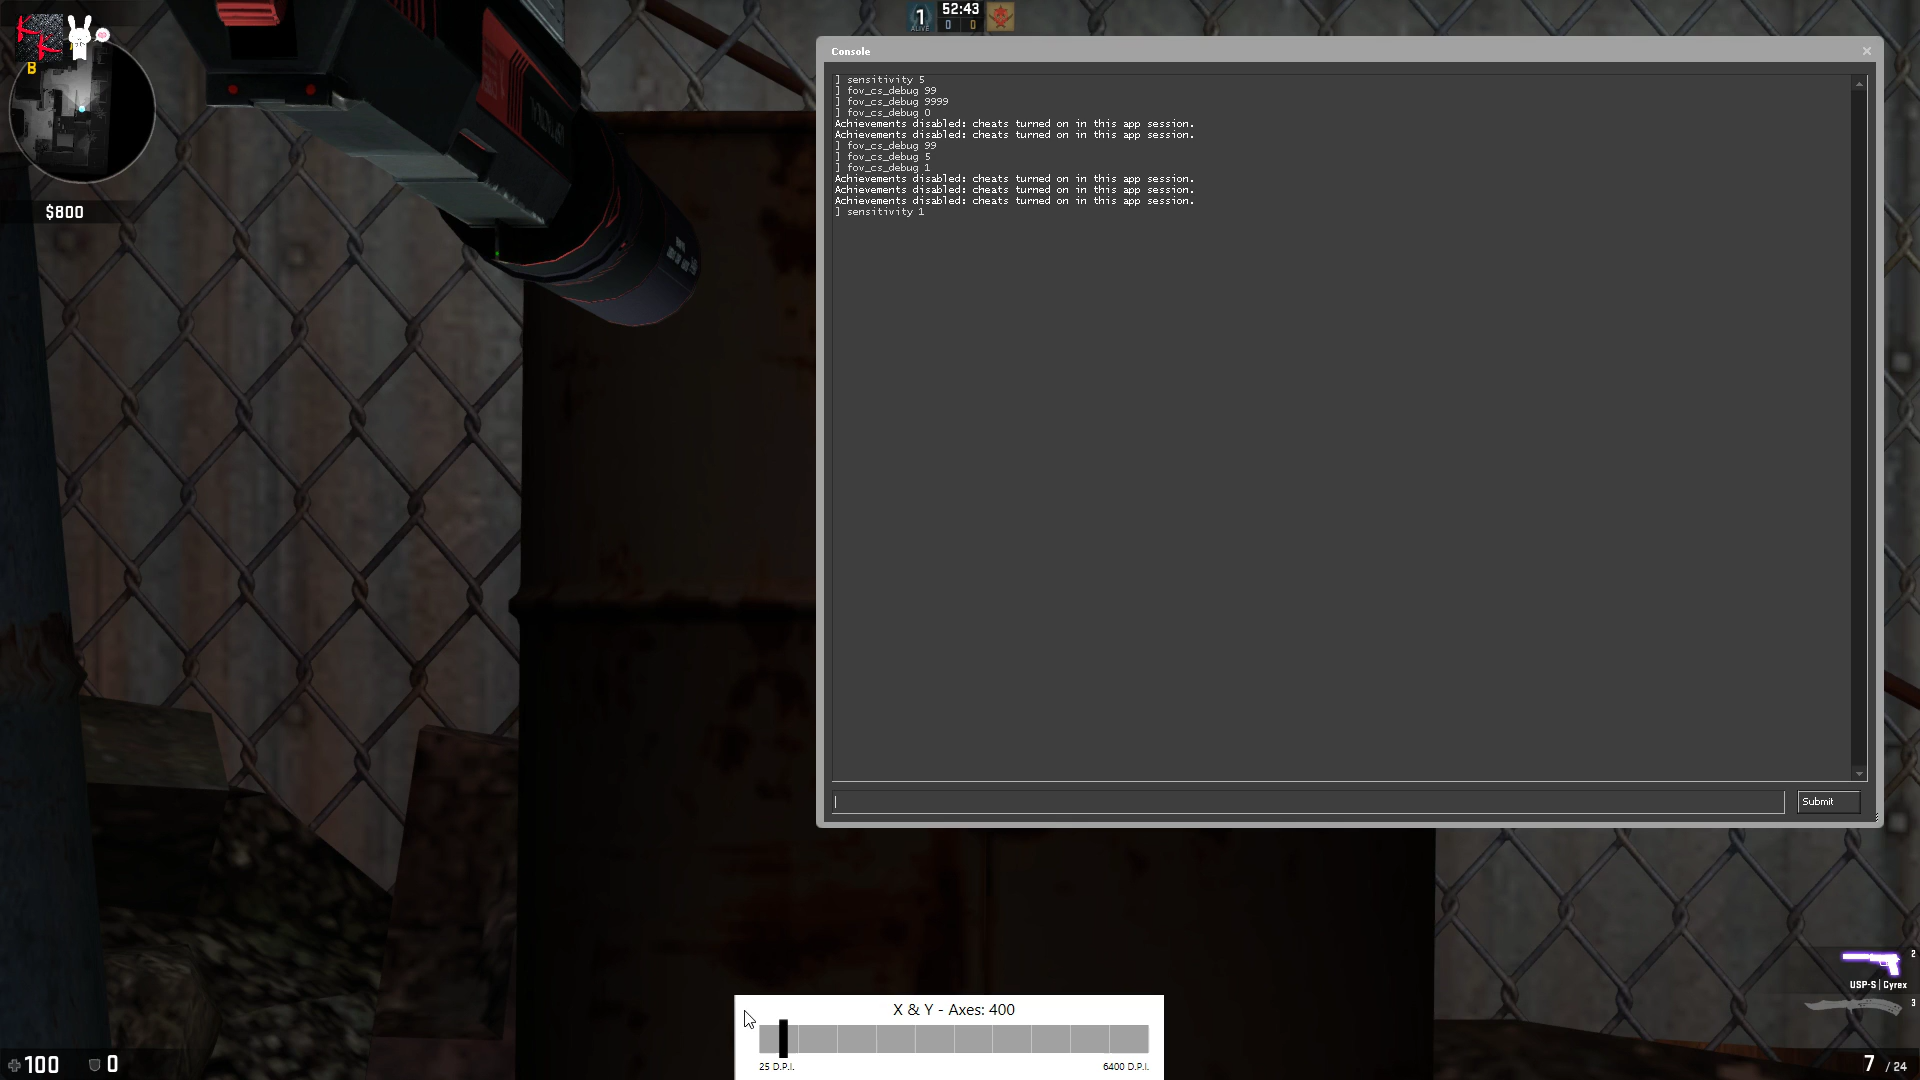 KK
B
$800
1
ALIVE
52:43
0 0
Console
] sensitivity 5
] fov_cs_debug 99
] fov_cs_debug 9999
] fov_cs_debug 0
Achievements disabled: cheats turned on in this app session.
Achievements disabled: cheats turned on in this app session.
] fov_cs_debug 99
] fov_cs_debug 5
] fov_cs_debug 1
Achievements disabled: cheats turned on in this app session.
Achievements disabled: cheats turned on in this app session.
Achievements disabled: cheats turned on in this app session.
] sensitivity 1
Submit
2
USP-S | Cyrex
3
X & Y - Axes: 400
25 D.P.I. 6400 D.P.I.
100 0
7 / 24